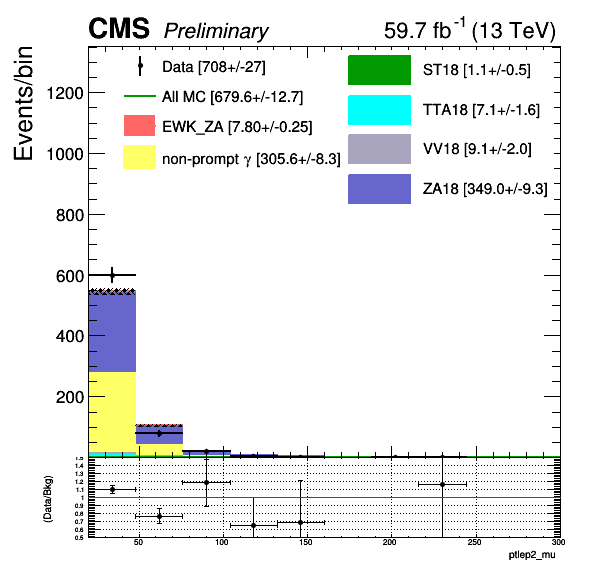 CMS Preliminary 59.7 fb⁻¹ (13 TeV)
Events/bin
Data [708+/-27]
All MC [679.6+/-12.7]
EWK_ZA [7.80+/-0.25]
non-prompt γ [305.6+/-8.3]
ST18 [1.1+/-0.5]
TTA18 [7.1+/-1.6]
VV18 [9.1+/-2.0]
ZA18 [349.0+/-9.3]
1200
1000
800
600
400
200
(Data/Bkg)
1.5
1.4
1.3
1.2
1.1
1
0.9
0.8
0.7
0.6
0.5
50 100 150 200 250 300
ptlep2_mu